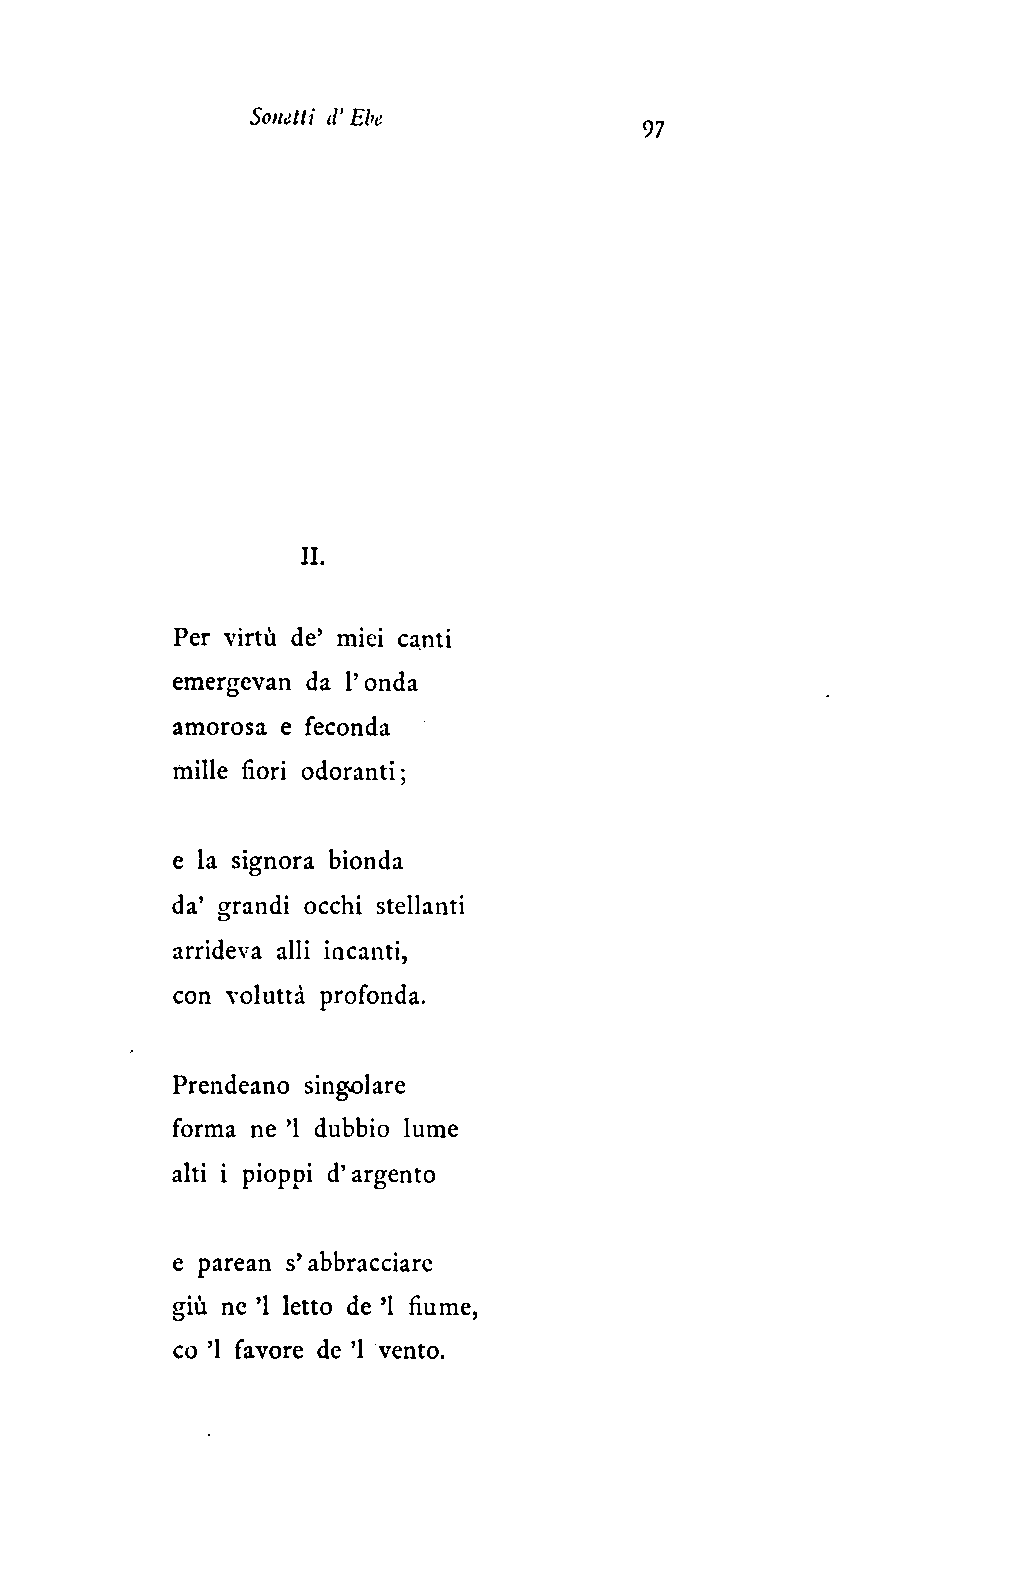 Sonetti d' Ebe
97
II.
Per virtù de' miei canti
emergevan da l' onda
amorosa e feconda
mille fiori odoranti;
e la signora bionda
da' grandi occhi stellanti
arrideva alli incanti,
con voluttà profonda.
Prendeano singolare
forma ne 'l dubbio lume
alti i pioppi d' argento
e parean s' abbracciare
giù ne 'l letto de 'l fiume,
co 'l favore de 'l vento.